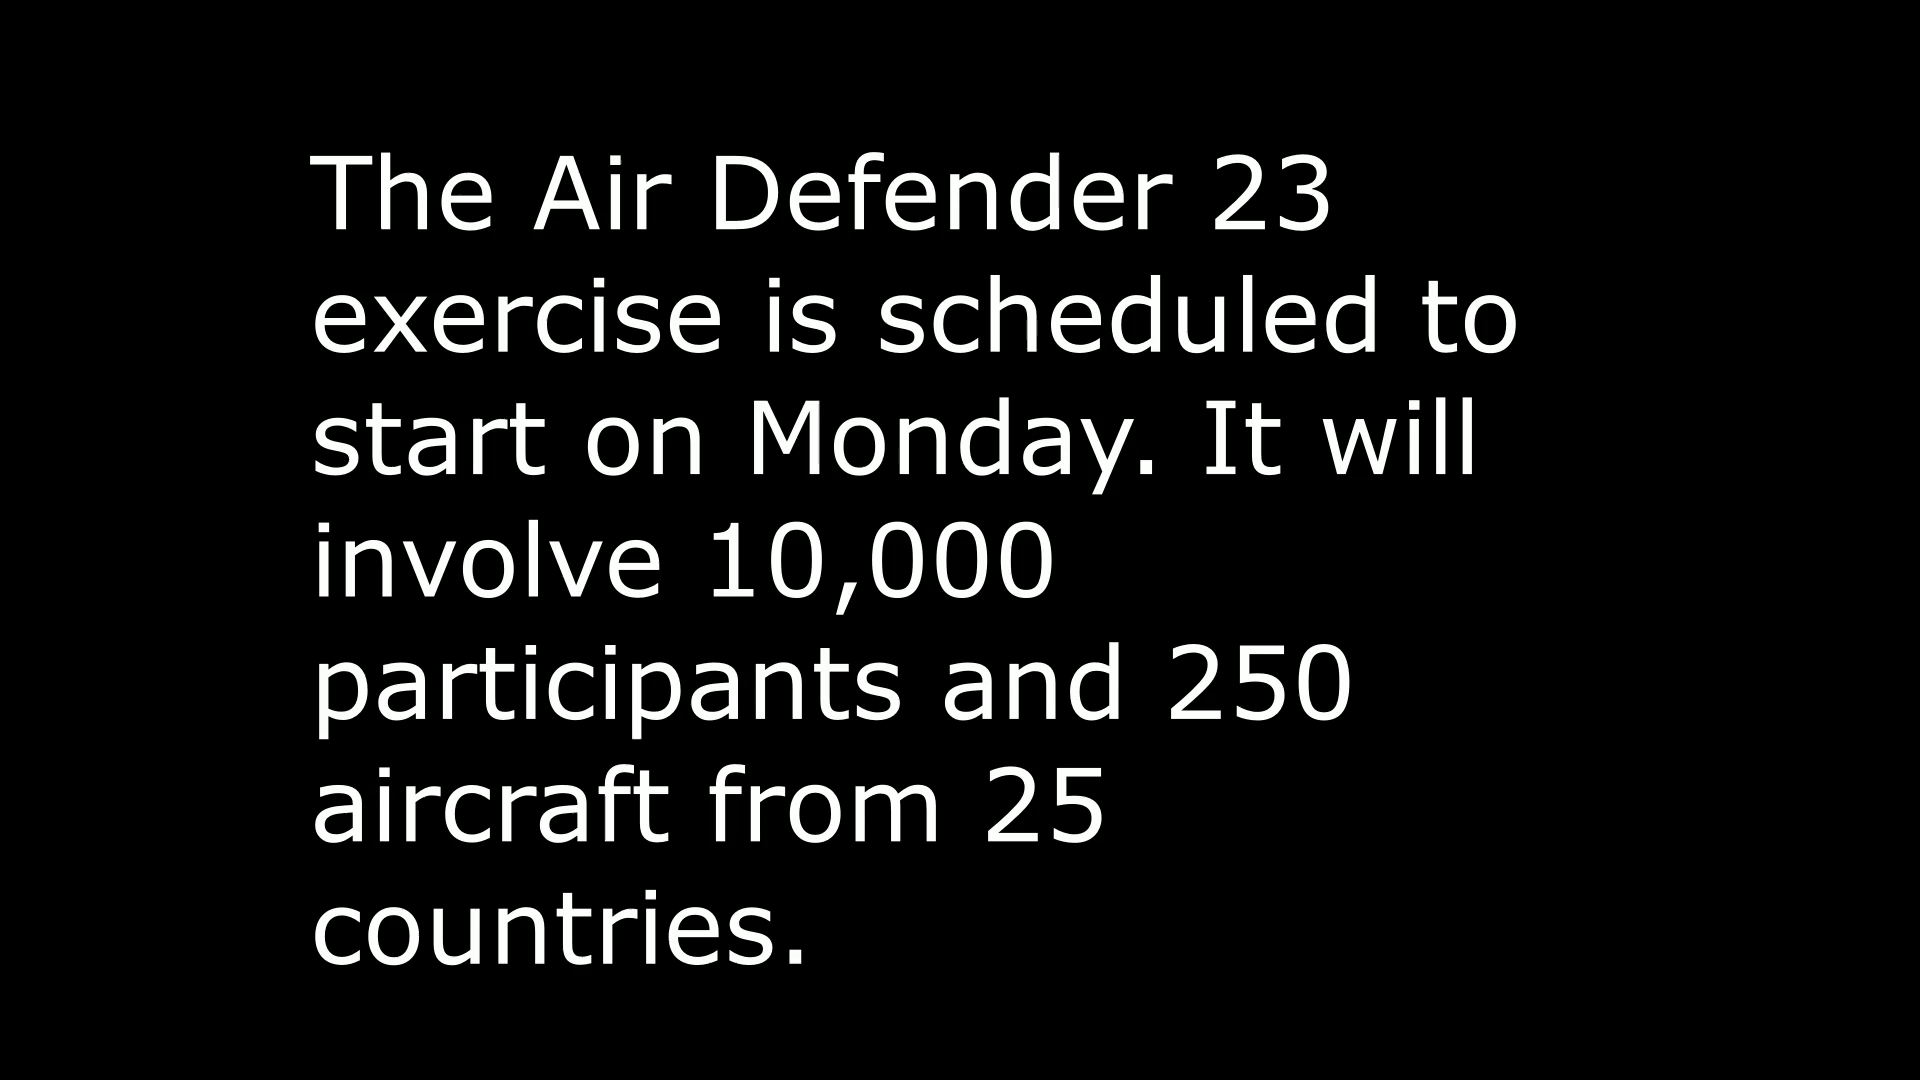 The Air Defender 23
exercise is scheduled to
start on Monday. It will
involve 10,000
participants and 250
aircraft from 25
countries.